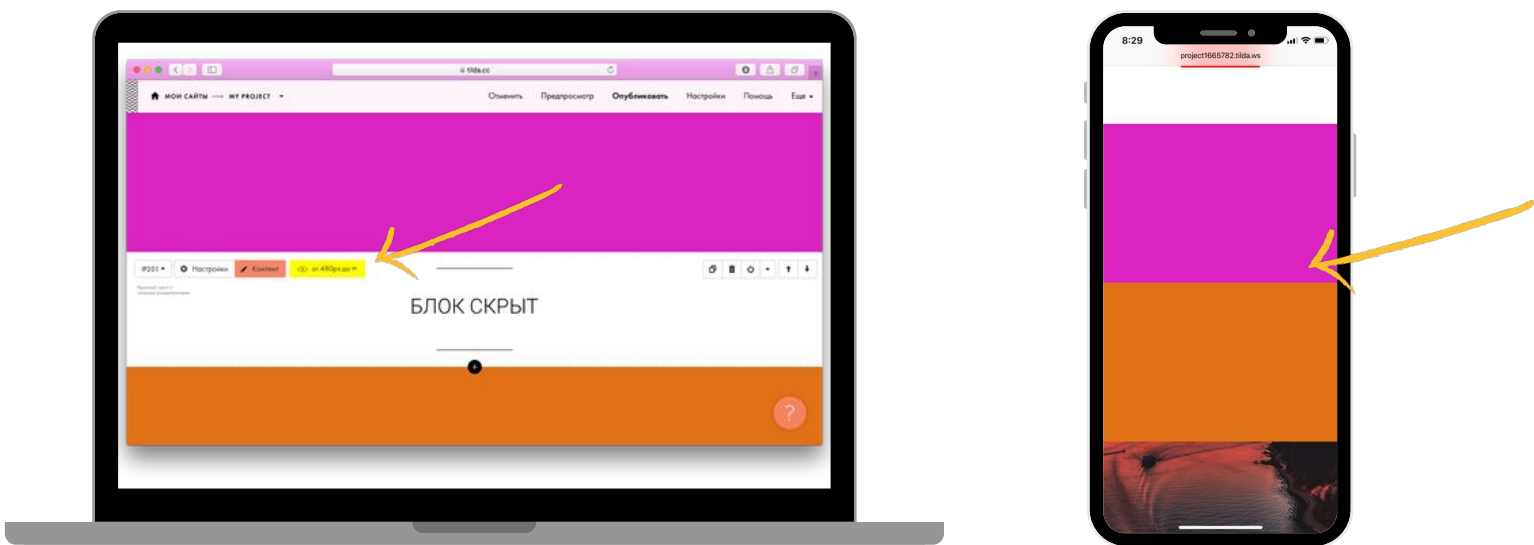 tilda.cc
МОИ САЙТЫ — MY PROJECT
Отменить Предпросмотр Опубликовать Настройки Помощь Еще
Настройки Контент от 480px до ∞
БЛОК СКРЫТ
+
?
8:29
project1665782.tilda.ws